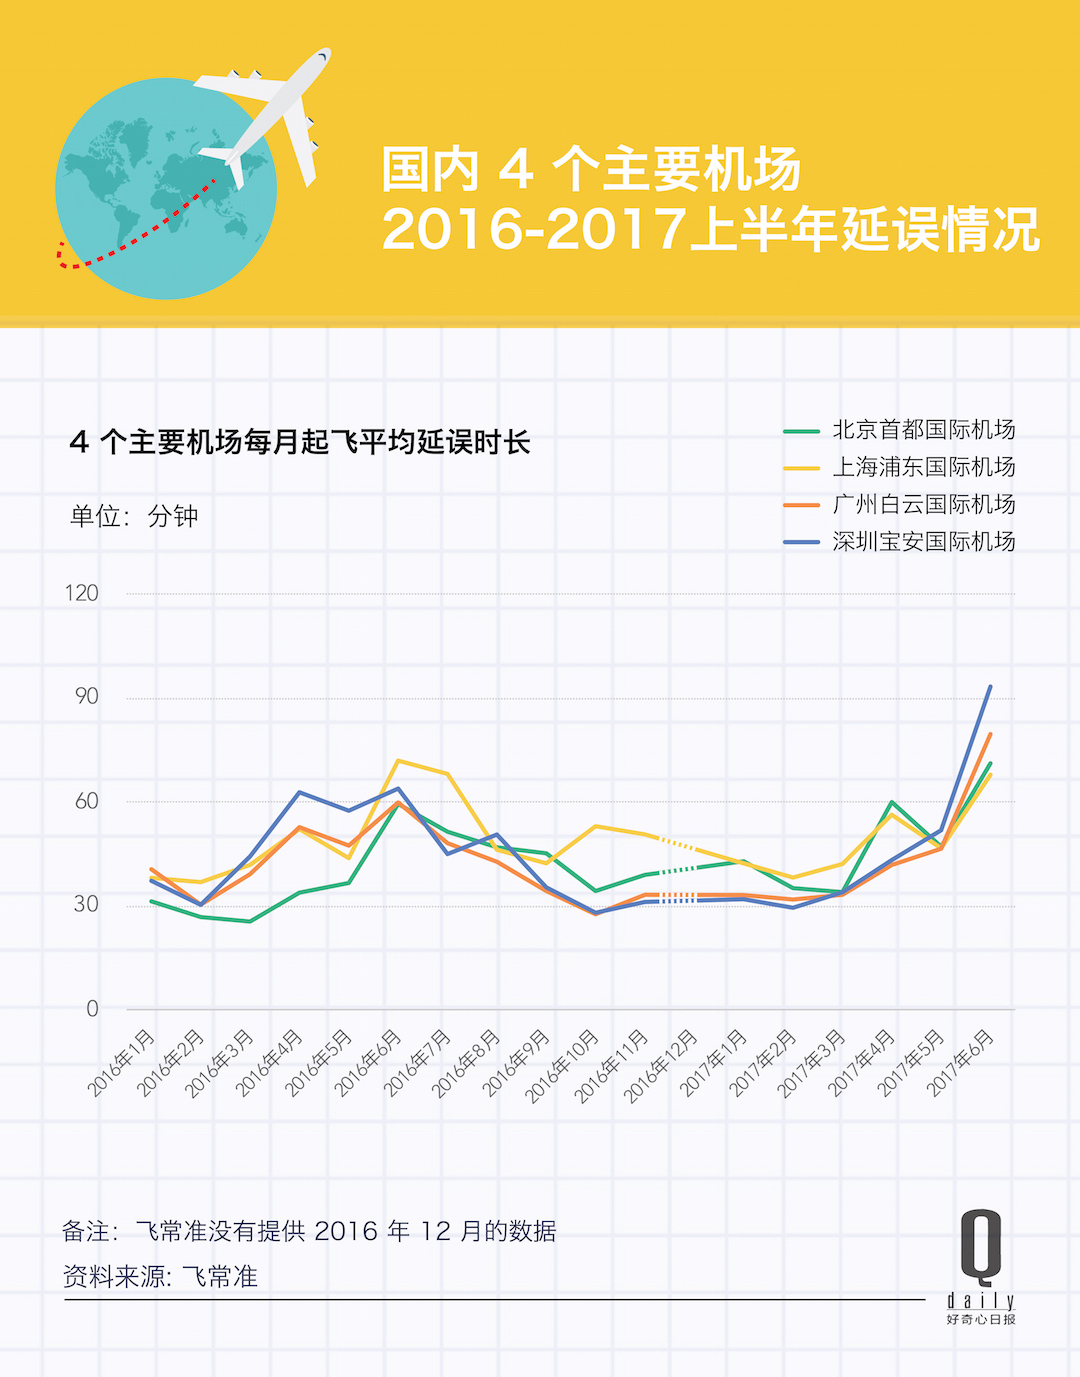 国内 4 个主要机场
2016-2017上半年延误情况
4 个主要机场每月起飞平均延误时长
单位：分钟
北京首都国际机场
上海浦东国际机场
广州白云国际机场
深圳宝安国际机场
120
90
60
30
0
2016年1月
2016年2月
2016年3月
2016年4月
2016年5月
2016年6月
2016年7月
2016年8月
2016年9月
2016年10月
2016年11月
2016年12月
2017年1月
2017年2月
2017年3月
2017年4月
2017年5月
2017年6月
备注：飞常准没有提供 2016 年 12 月的数据
资料来源: 飞常准
Q
daily
好奇心日报